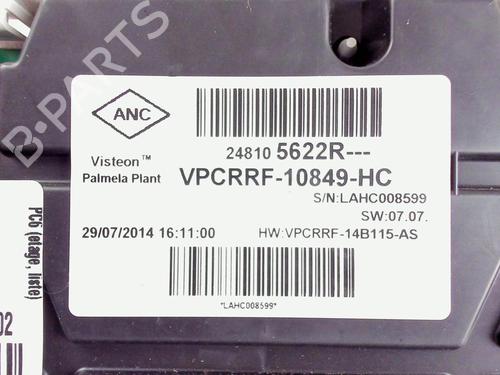 B-PARTS
ANC
Visteon™
Palmela Plant
24810 5622R---
VPCRRF-10849-HC
S/N:LAHC008599
SW:07.07.
29/07/2014 16:11:00
HW:VPCRRF-14B115-AS
*LAHC008599*
PC6 (etage, liste)
02